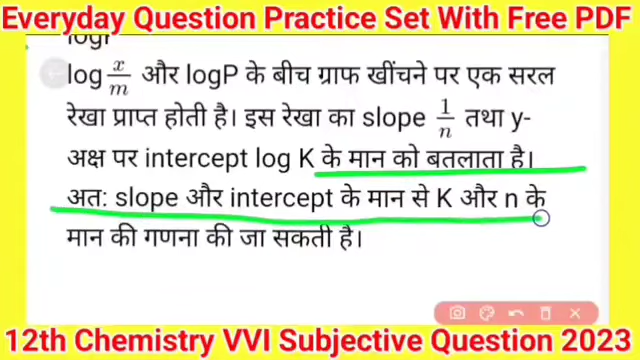 Everyday Question Practice Set With Free PDF
logP
log x/m और logP के बीच ग्राफ खींचने पर एक सरल
रेखा प्राप्त होती है। इस रेखा का slope 1/n तथा y-
अक्ष पर intercept log K के मान को बतलाता है।
अत: slope और intercept के मान से K और n के
मान की गणना की जा सकती है।
12th Chemistry VVI Subjective Question 2023